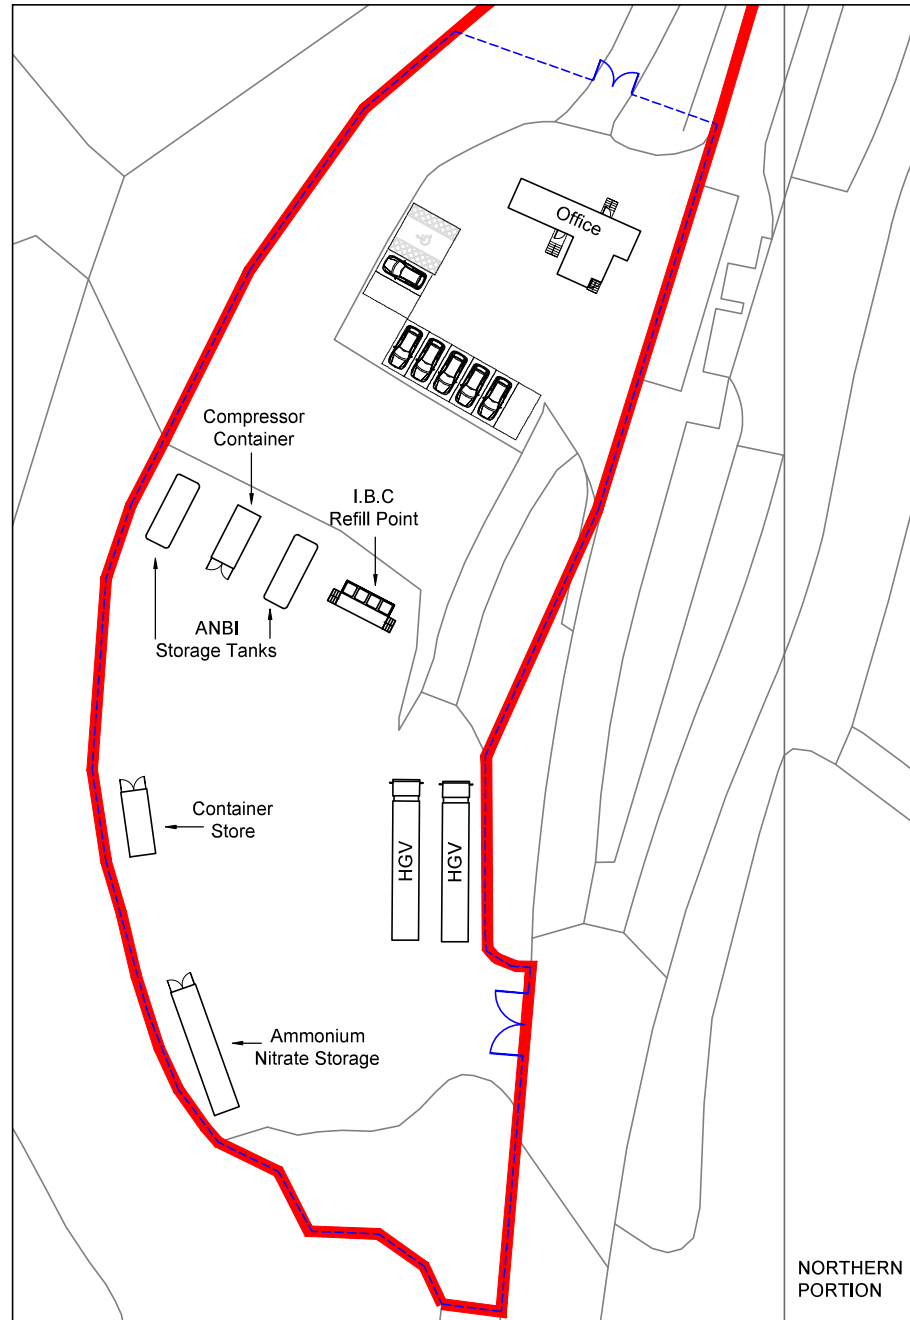 Office
Compressor
Container
I.B.C
Refill Point
ANBI
Storage Tanks
Container
Store
HGV
HGV
Ammonium
Nitrate Storage
NORTHERN
PORTION